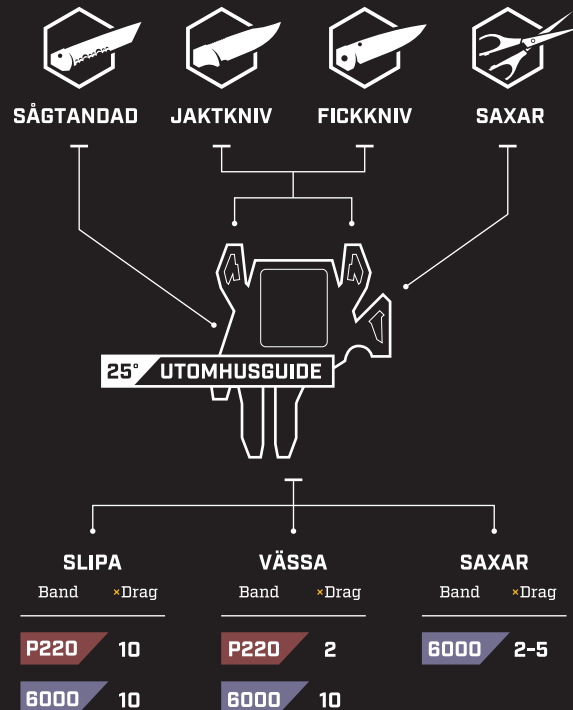 SÅGTANDAD JAKTKNIV FICKKNIV SAXAR
25° UTOMHUSGUIDE
SLIPA VÄSSA SAXAR
Band ×Drag Band ×Drag Band ×Drag
P220 10 P220 2 6000 2-5
6000 10 6000 10